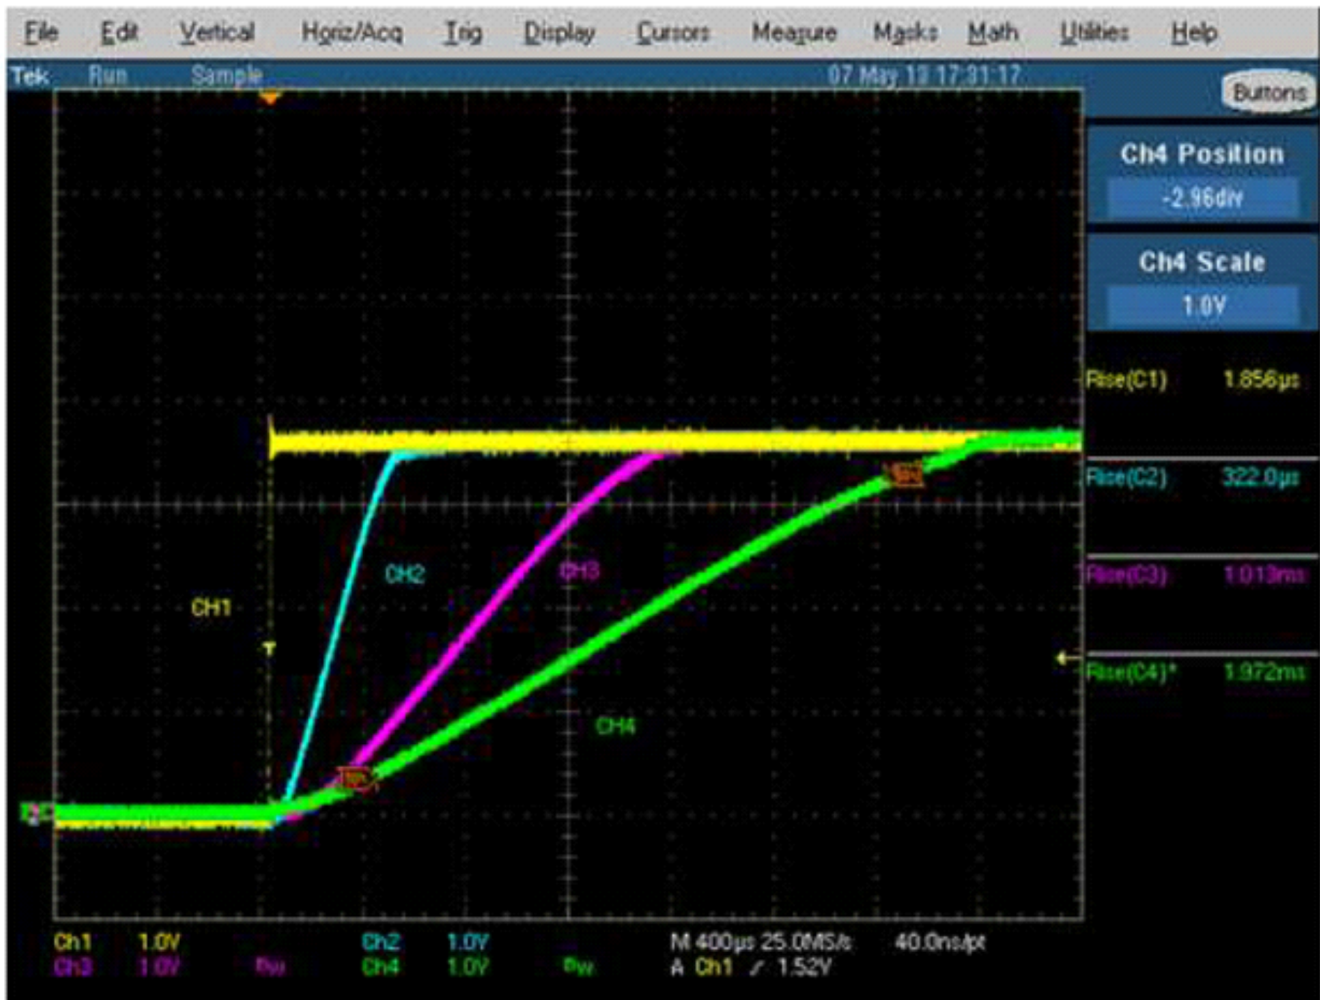 File Edit Vertical Horiz/Acq Trig Display Cursors Measure Masks Math Utilities Help
Tek Run Sample 07 May 13 17:31:17
Buttons
Ch4 Position
-2.96div
Ch4 Scale
1.0V
Rise(C1) 1.856µs
Rise(C2) 322.0µs
CH2
CH3
Rise(C3) 1.013ms
CH1
Rise(C4)* 1.972ms
CH4
Ch1 1.0V Ch2 1.0V M 400µs 25.0MS/s 40.0ns/pt
Ch3 1.0V Bw Ch4 1.0V Bw A Ch1 / 1.52V